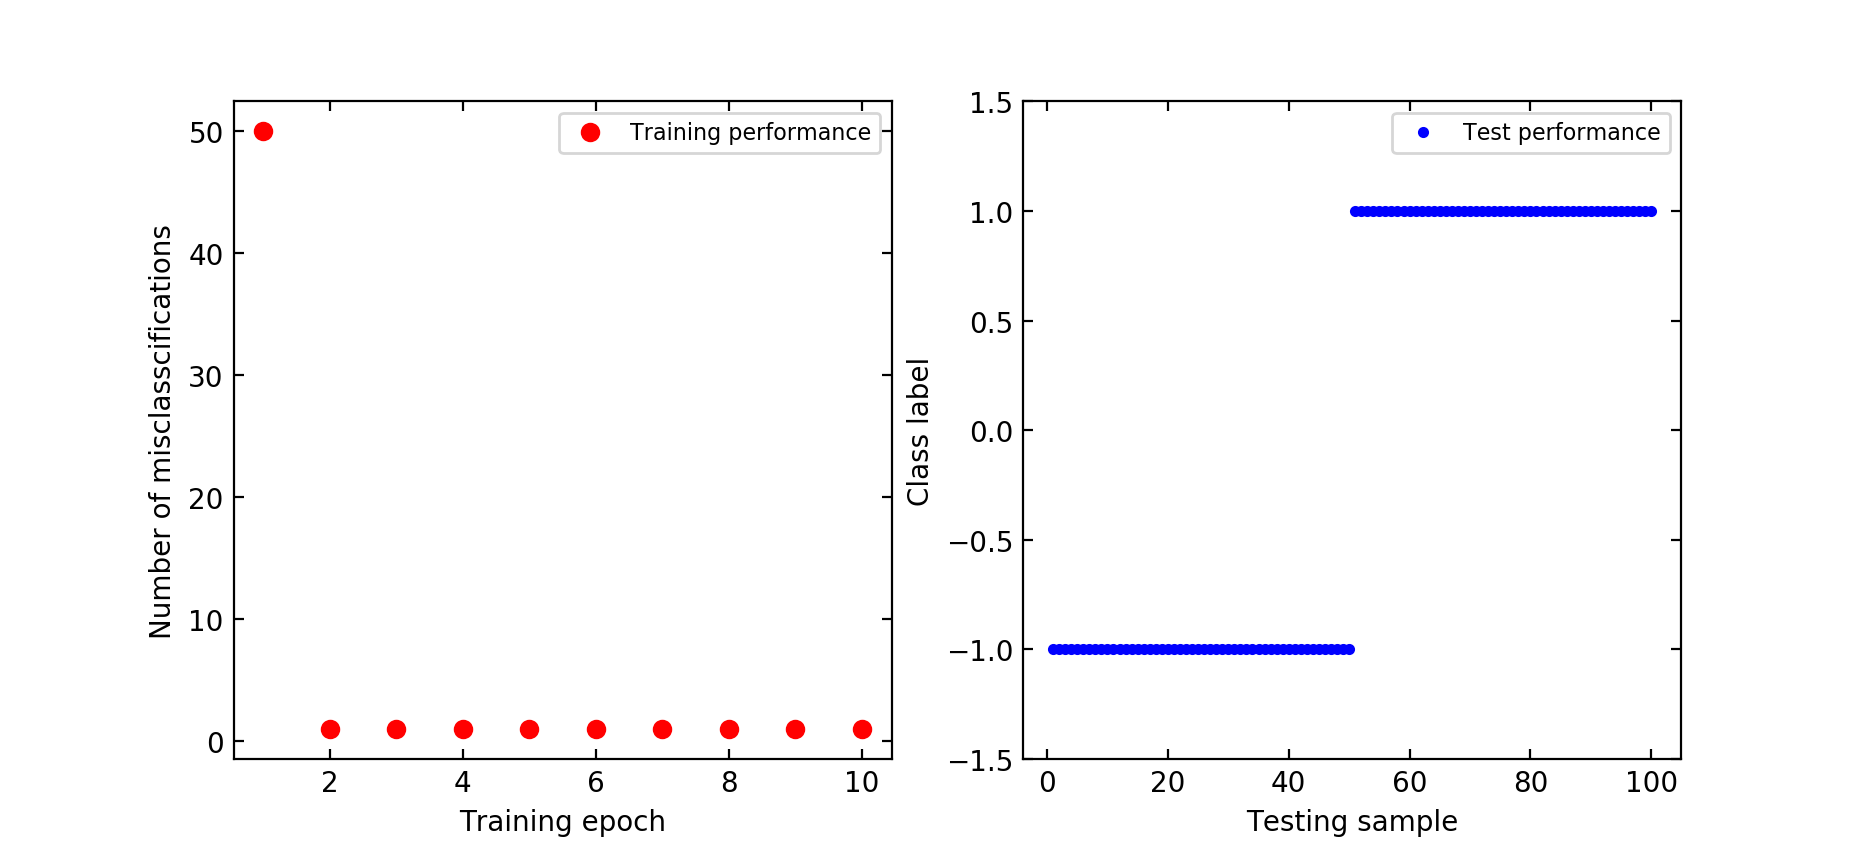 Training performance
50
40
30
20
10
0
Number of misclasscifications
2 4 6 8 10
Training epoch
Test performance
1.5
1.0
0.5
0.0
−0.5
−1.0
−1.5
Class label
0 20 40 60 80 100
Testing sample